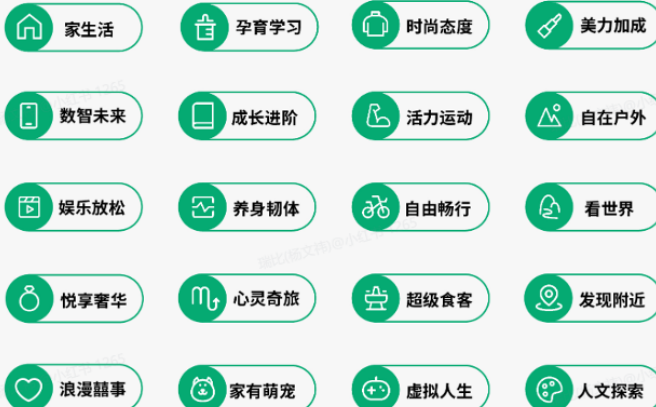 家生活
孕育学习
时尚态度
美力加成
数智未来
成长进阶
活力运动
自在户外
娱乐放松
养身韧体
自由畅行
看世界
悦享奢华
心灵奇旅
超级食客
发现附近
浪漫囍事
家有萌宠
虚拟人生
人文探索